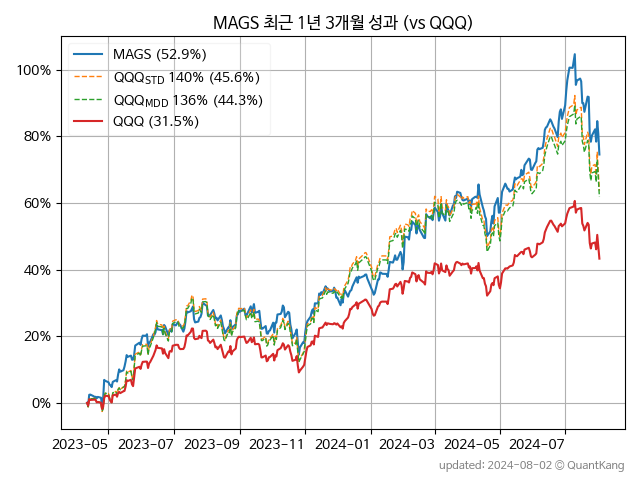 MAGS 최근 1년 3개월 성과 (vs QQQ)
MAGS (52.9%)
QQQSTD 140% (45.6%)
QQQMDD 136% (44.3%)
QQQ (31.5%)
100%
80%
60%
40%
20%
0%
2023-05 2023-07 2023-09 2023-11 2024-01 2024-03 2024-05 2024-07
updated: 2024-08-02 © QuantKang